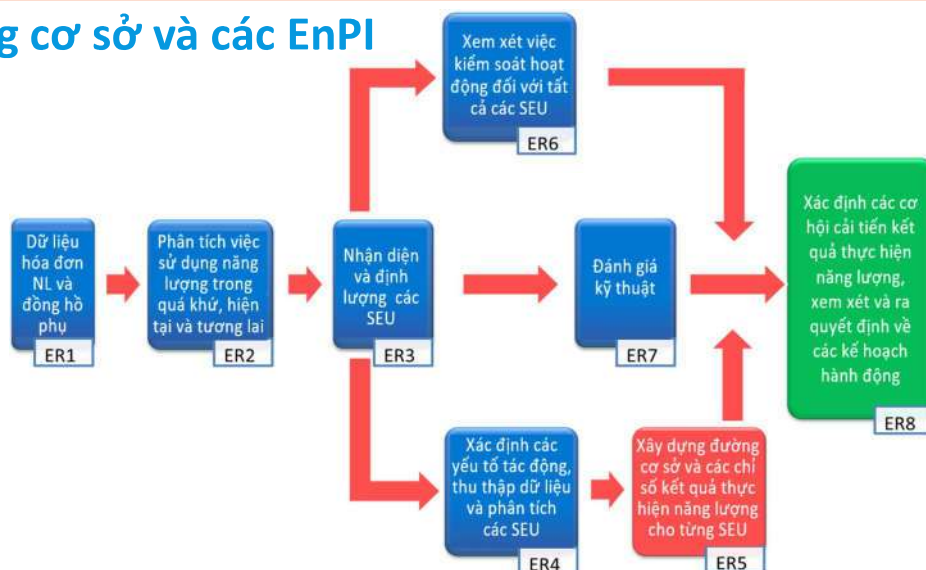 g cơ sở và các EnPI
Xem xét việc
kiểm soát hoạt
động đối với tất
cả các SEU
ER6
Dữ liệu
hóa đơn
NL và
đồng hồ
phụ
ER1
Phân tích việc
sử dụng năng
lượng trong
quá khứ, hiện
tại và tương lai
ER2
Nhận diện
và định
lượng các
SEU
ER3
Đánh giá
kỹ thuật
ER7
Xác định các cơ
hội cải tiến kết
quả thực hiện
năng lượng,
xem xét và ra
quyết định về
các kế hoạch
hành động
ER8
Xác định các
yếu tố tác động,
thu thập dữ liệu
và phân tích
các SEU
ER4
Xây dựng đường
cơ sở và các chỉ
số kết quả thực
hiện năng lượng
cho từng SEU
ER5